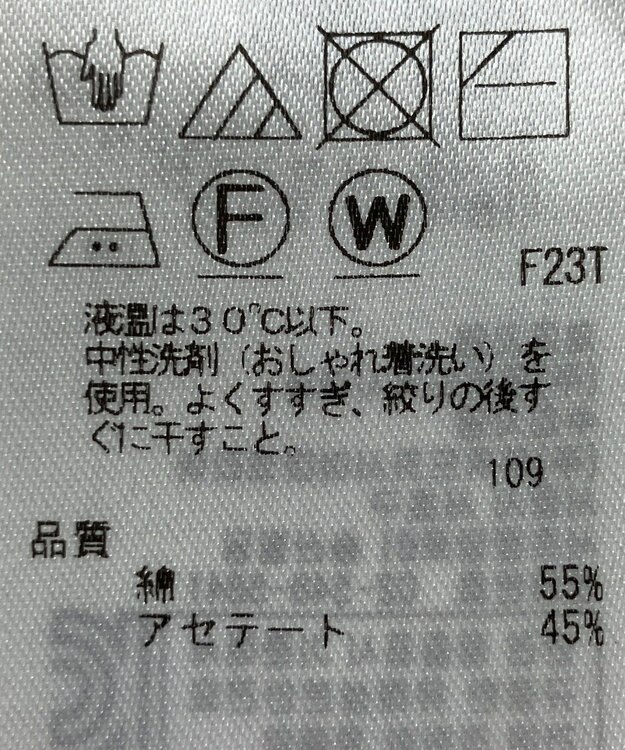 F
W
F23T
液温は30℃以下。
中性洗剤（おしゃれ着洗い）を
使用。よくすすぎ、絞りの後す
ぐに干すこと。
109
品質
綿 55%
アセテート 45%